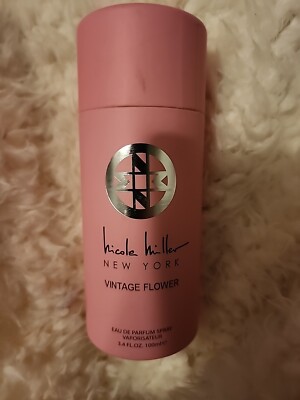 nicole miller
NEW YORK
VINTAGE FLOWER
EAU DE PARFUM SPRAY
VAPORISATEUR
3.4 FL.OZ. 100ml ℮